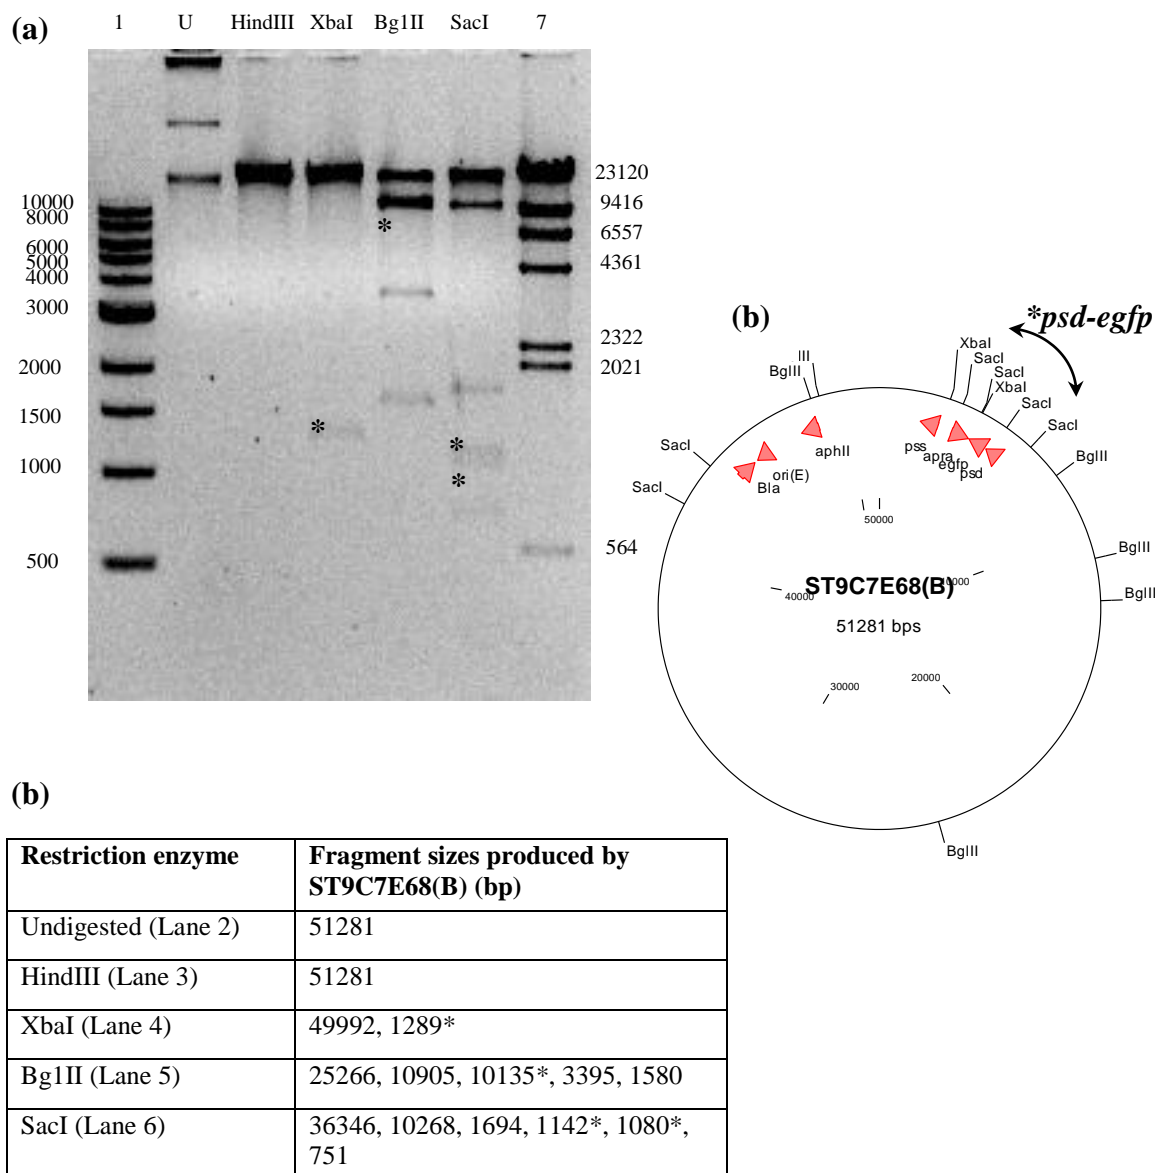 (a)
1 U HindIII XbaI Bg1II SacI 7
10000
8000
6000
5000
4000
3000
2000
1500
1000
500
*
*
*
*
23120
9416
6557
4361
2322
2021
564
(b)
*psd-egfp
XbaI
SacI
SacI
XbaI
SacI
SacI
BglII
BglII
BglII
BglII
III
BglII
SacI
SacI
pss
apra
egfp
psd
aphII
ori(E)
Bla
50000
10000
20000
30000
40000
ST9C7E68(B)
51281 bps
(b)
Restriction enzyme
Fragment sizes produced by
ST9C7E68(B) (bp)
Undigested (Lane 2)
51281
HindIII (Lane 3)
51281
XbaI (Lane 4)
49992, 1289*
Bg1II (Lane 5)
25266, 10905, 10135*, 3395, 1580
SacI (Lane 6)
36346, 10268, 1694, 1142*, 1080*,
751